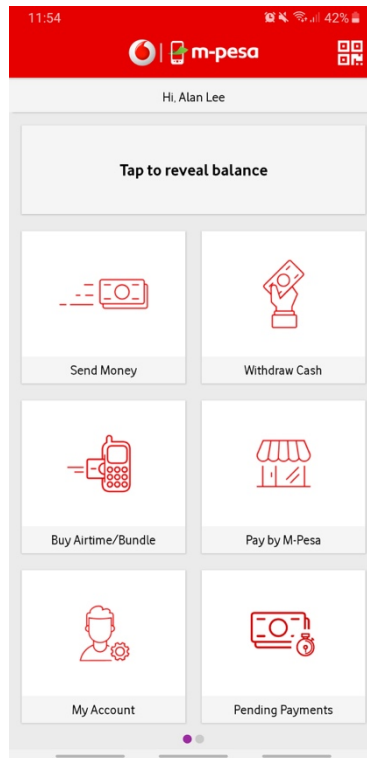 11:54 42%
m-pesa
Hi, Alan Lee
Tap to reveal balance
Send Money Withdraw Cash
Buy Airtime/Bundle Pay by M-Pesa
My Account Pending Payments